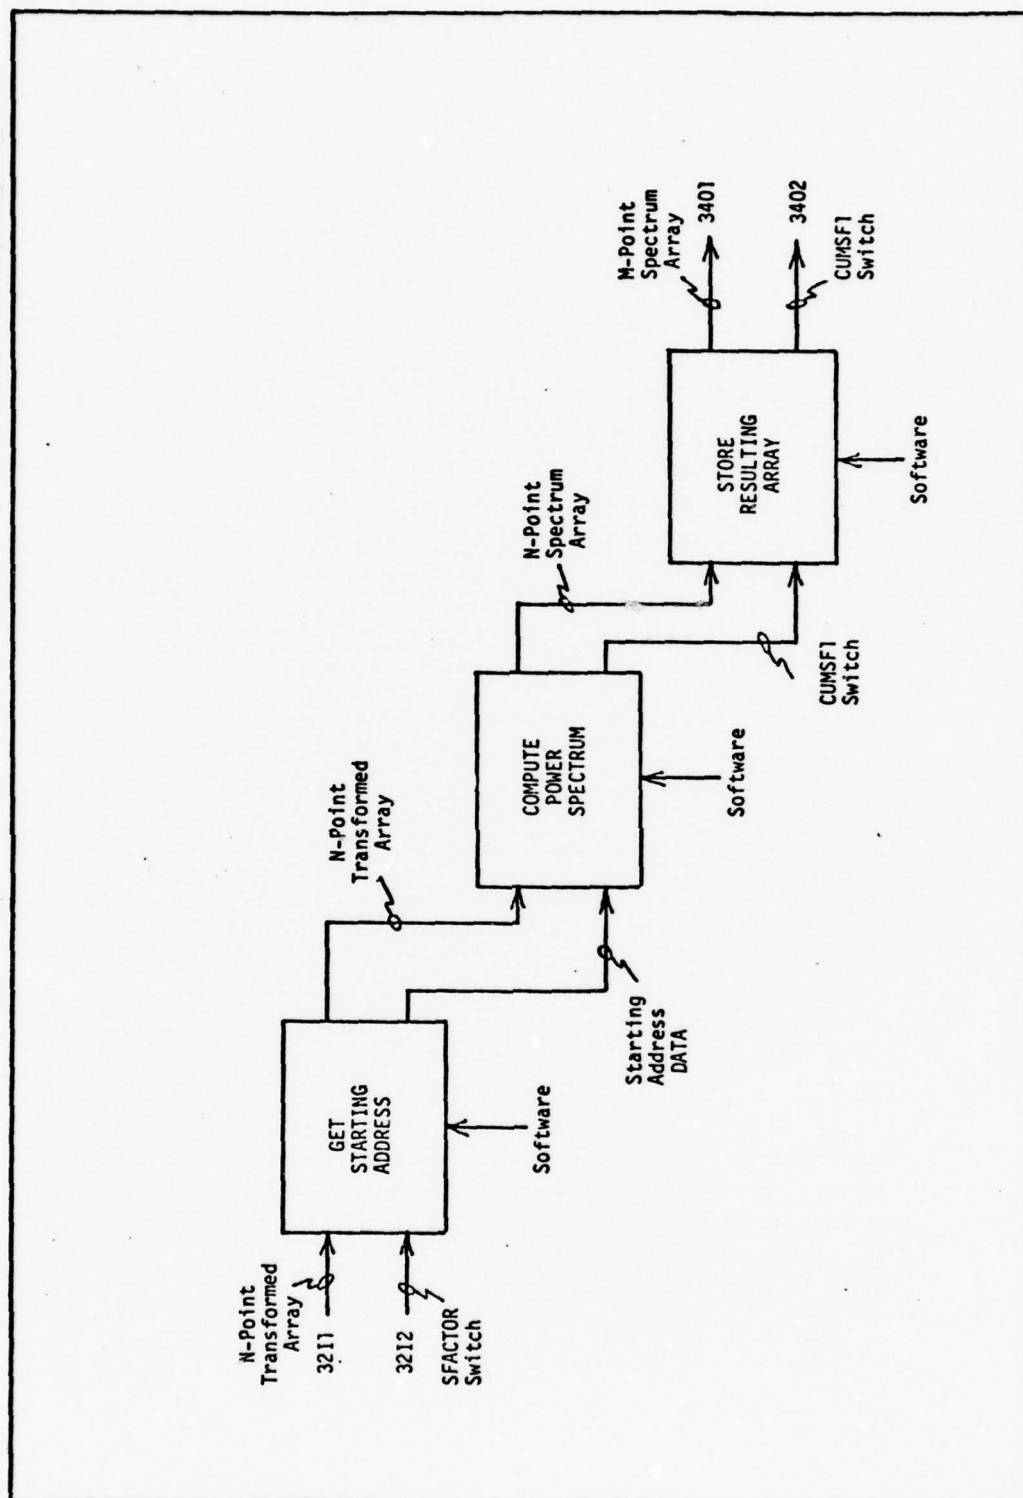 N-Point
Transformed
Array
3211
3212
SFACTOR
Switch
GET
STARTING
ADDRESS
Software
N-Point
Transformed
Array
Starting
Address
DATA
COMPUTE
POWER
SPECTRUM
Software
N-Point
Spectrum
Array
CUMSF1
Switch
STORE
RESULTING
ARRAY
Software
M-Point
Spectrum
Array
3401
3402
CUMSF1
Switch